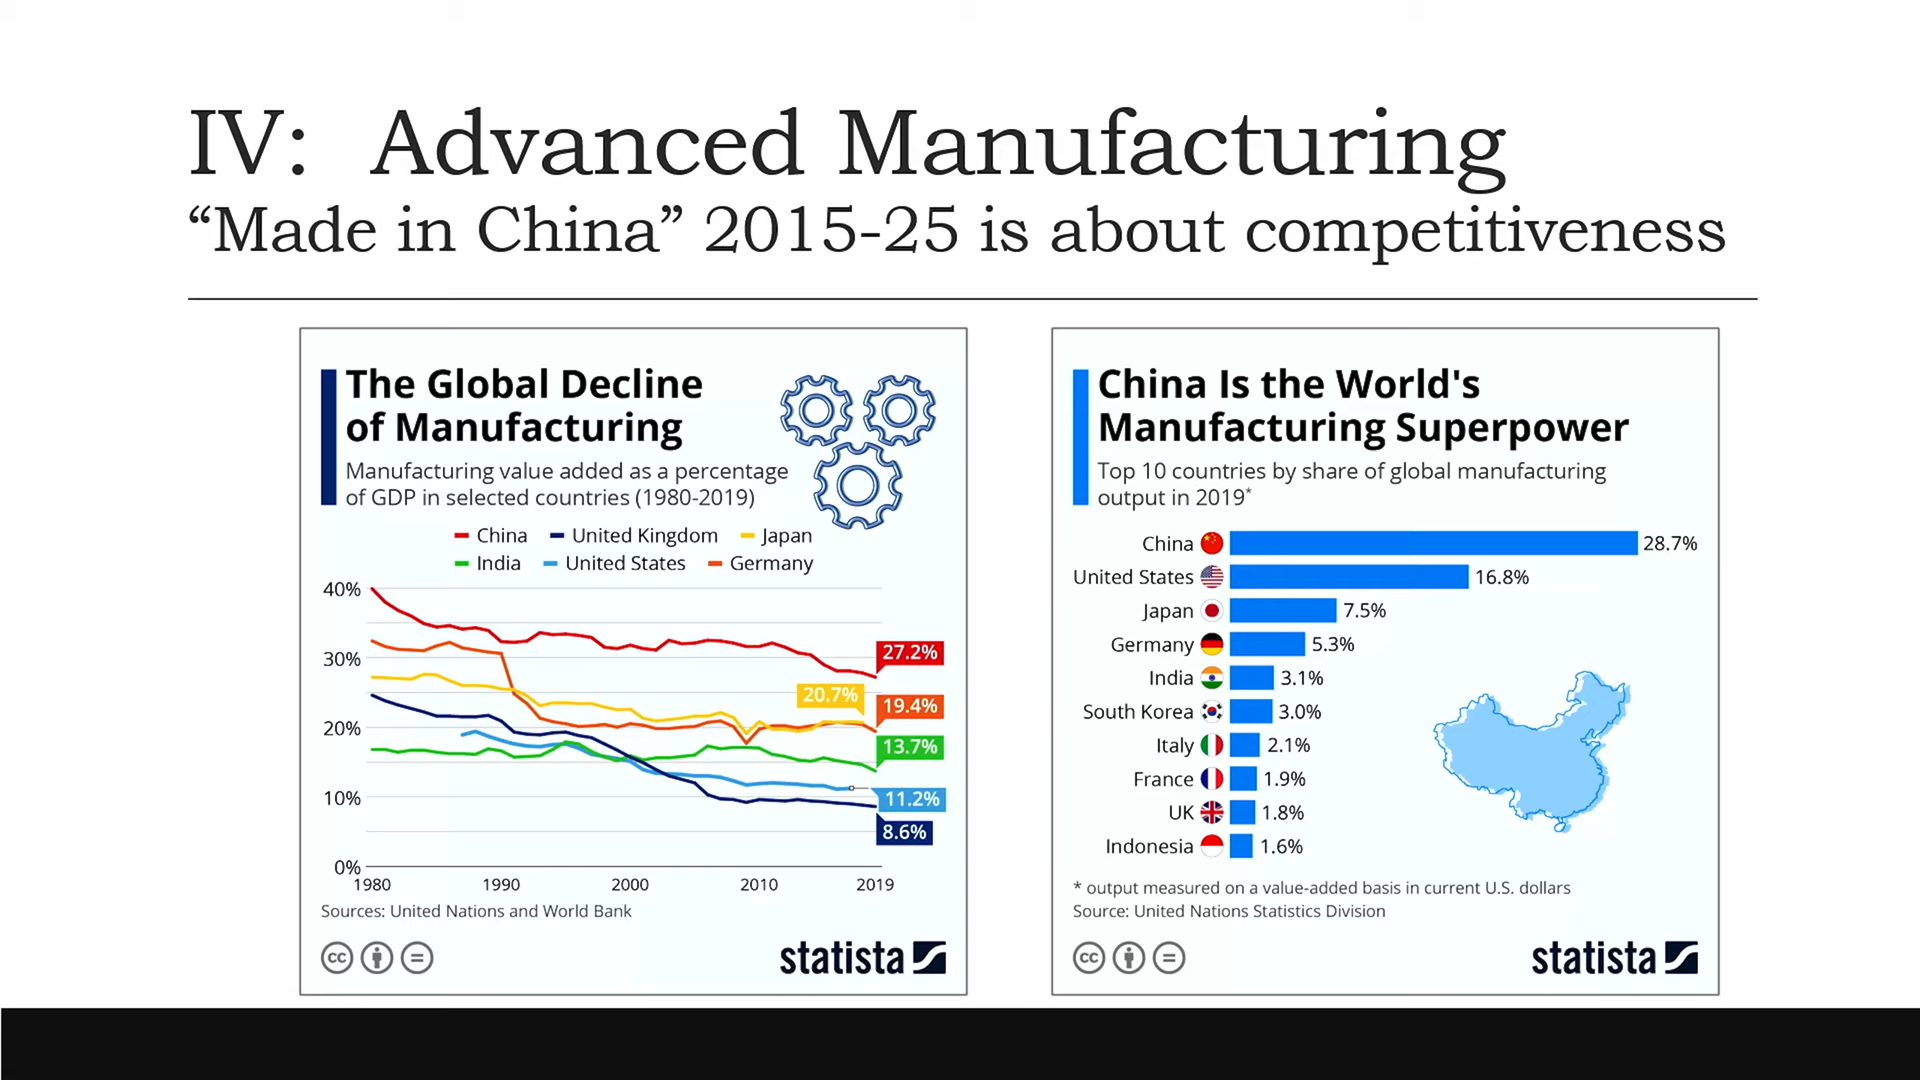 IV: Advanced Manufacturing
“Made in China” 2015-25 is about competitiveness
The Global Decline
of Manufacturing
Manufacturing value added as a percentage
of GDP in selected countries (1980-2019)
China United Kingdom Japan
India United States Germany
40%
30%
20%
10%
0%
27.2%
20.7%
19.4%
13.7%
11.2%
8.6%
1980 1990 2000 2010 2019
Sources: United Nations and World Bank
cc =
statista
China Is the World's
Manufacturing Superpower
Top 10 countries by share of global manufacturing
output in 2019*
China 28.7%
United States 16.8%
Japan 7.5%
Germany 5.3%
India 3.1%
South Korea 3.0%
Italy 2.1%
France 1.9%
UK 1.8%
Indonesia 1.6%
* output measured on a value-added basis in current U.S. dollars
Source: United Nations Statistics Division
cc =
statista